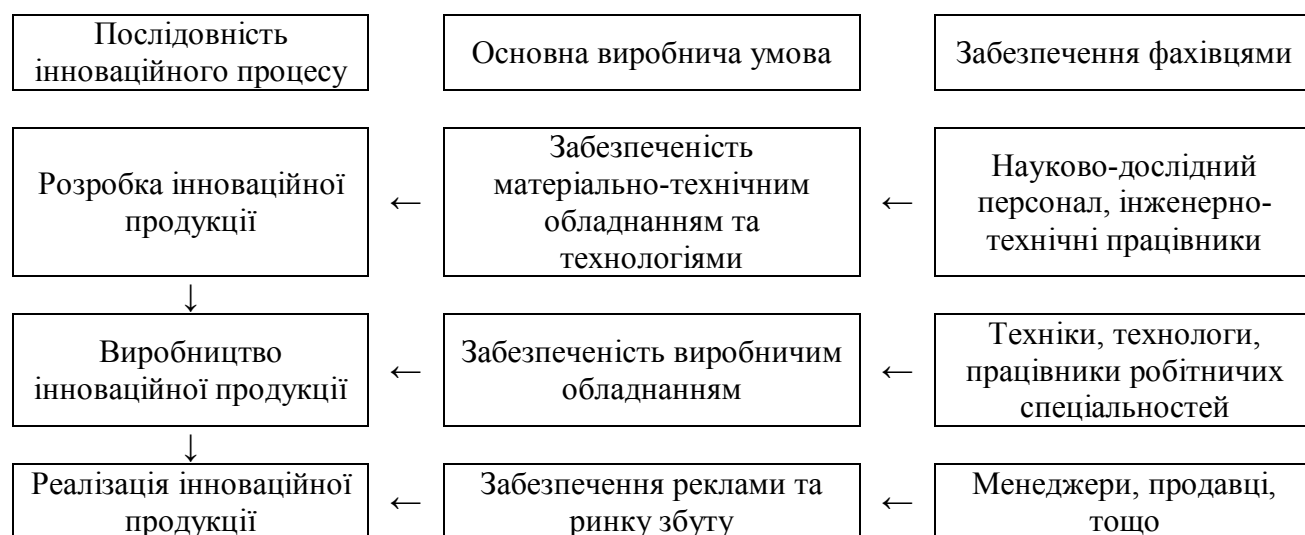 Послідовність
інноваційного процесу
Основна виробнича умова
Забезпечення фахівцями
Розробка інноваційної
продукції
←
Забезпеченість
матеріально-технічним
обладнанням та
технологіями
←
Науково-дослідний
персонал, інженерно-
технічні працівники
↓
Виробництво
інноваційної продукції
←
Забезпеченість виробничим
обладнанням
←
Техніки, технологи,
працівники робітничих
спеціальностей
↓
Реалізація інноваційної
продукції
←
Забезпечення реклами та
ринку збуту
←
Менеджери, продавці,
тощо